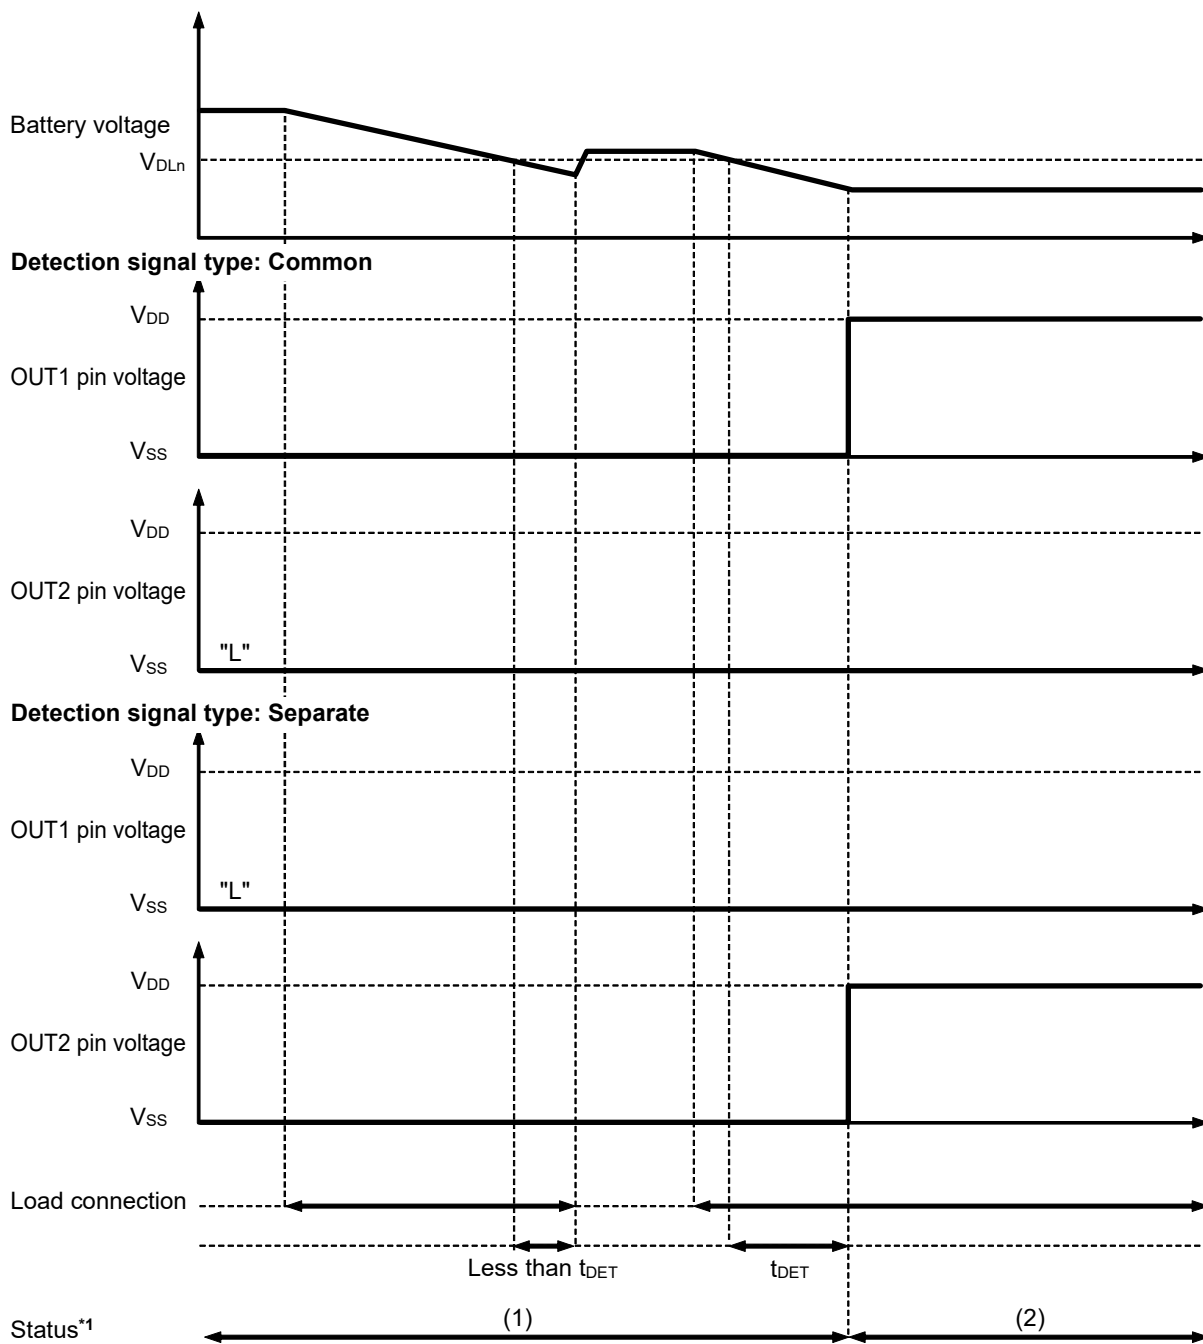 Battery voltage
VDLn
Detection signal type: Common
VDD
OUT1 pin voltage
VSS
VDD
OUT2 pin voltage
"L"
VSS
Detection signal type: Separate
VDD
OUT1 pin voltage
"L"
VSS
VDD
OUT2 pin voltage
VSS
Load connection
Less than tDET
tDET
Status*1
(1)
(2)